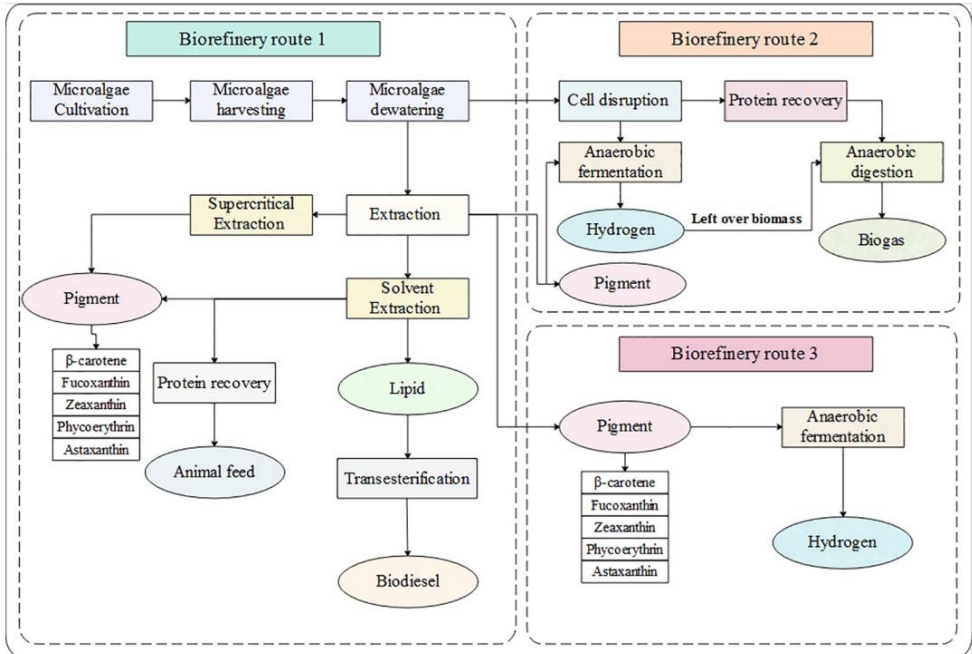 Biorefinery route 1
Microalgae
Cultivation
Microalgae
harvesting
Microalgae
dewatering
Supercritical
Extraction
Extraction
Pigment
Solvent
Extraction
β-carotene
Fucoxanthin
Zeaxanthin
Phycoerythrin
Astaxanthin
Protein recovery
Lipid
Animal feed
Transesterification
Biodiesel
Biorefinery route 2
Cell disruption
Protein recovery
Anaerobic
fermentation
Anaerobic
digestion
Hydrogen
Left over biomass
Biogas
Pigment
Biorefinery route 3
Pigment
Anaerobic
fermentation
β-carotene
Fucoxanthin
Zeaxanthin
Phycoerythrin
Astaxanthin
Hydrogen